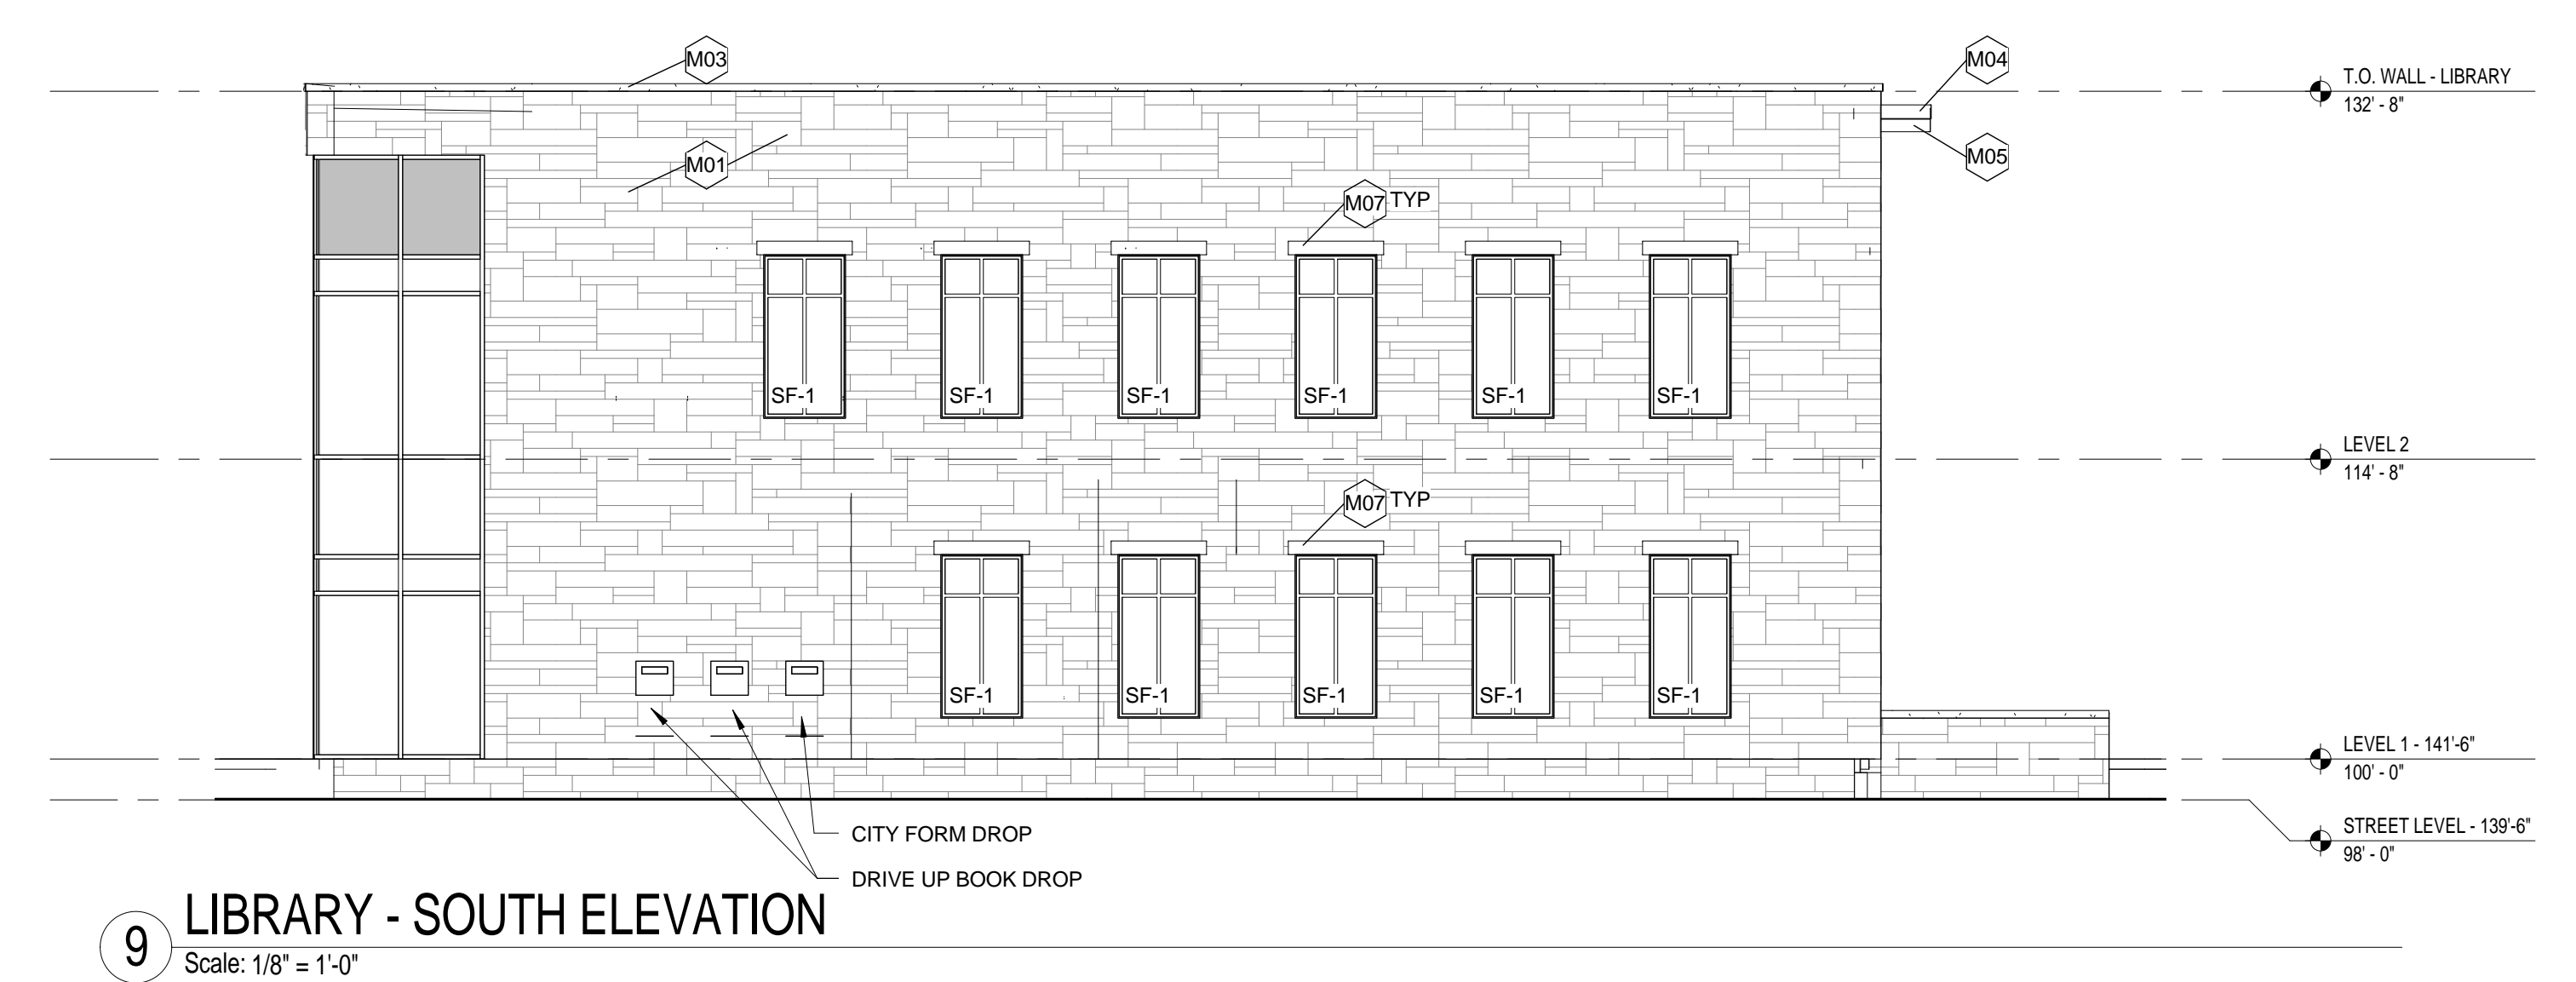 M03
M04
T.O. WALL - LIBRARY
132' - 8"
M01
M05
M07 TYP
SF-1 SF-1 SF-1 SF-1 SF-1 SF-1
LEVEL 2
114' - 8"
M07 TYP
SF-1 SF-1 SF-1 SF-1 SF-1
LEVEL 1 - 141'-6"
100' - 0"
STREET LEVEL - 139'-6"
98' - 0"
CITY FORM DROP
DRIVE UP BOOK DROP
9 LIBRARY - SOUTH ELEVATION
Scale: 1/8" = 1'-0"